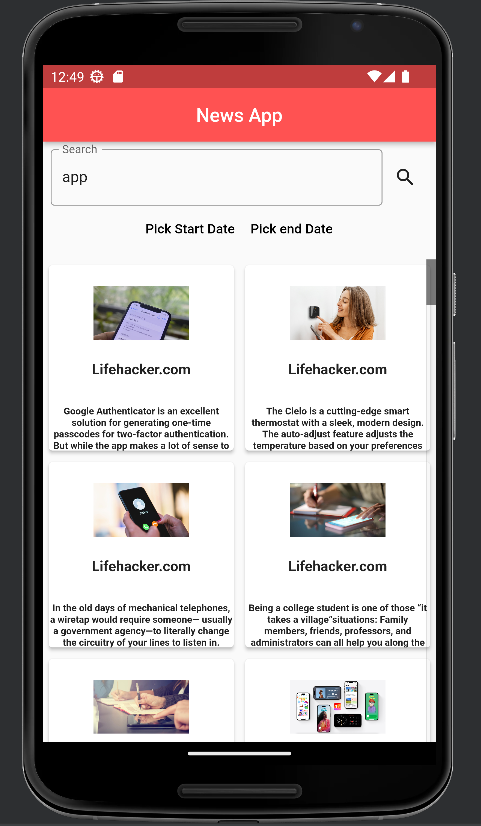 12:49
News App
Search
app
Pick Start Date Pick end Date
Lifehacker.com
Google Authenticator is an excellent
solution for generating one-time
passcodes for two-factor authentication.
But while the app makes a lot of sense to
Lifehacker.com
The Cielo is a cutting-edge smart
thermostat with a sleek, modern design.
The auto-adjust feature adjusts the
temperature based on your preferences
Lifehacker.com
In the old days of mechanical telephones,
a wiretap would require someone— usually
a government agency—to literally change
the circuitry of your lines to listen in.
Lifehacker.com
Being a college student is one of those “it
takes a village”situations: Family
members, friends, professors, and
administrators can all help you along the